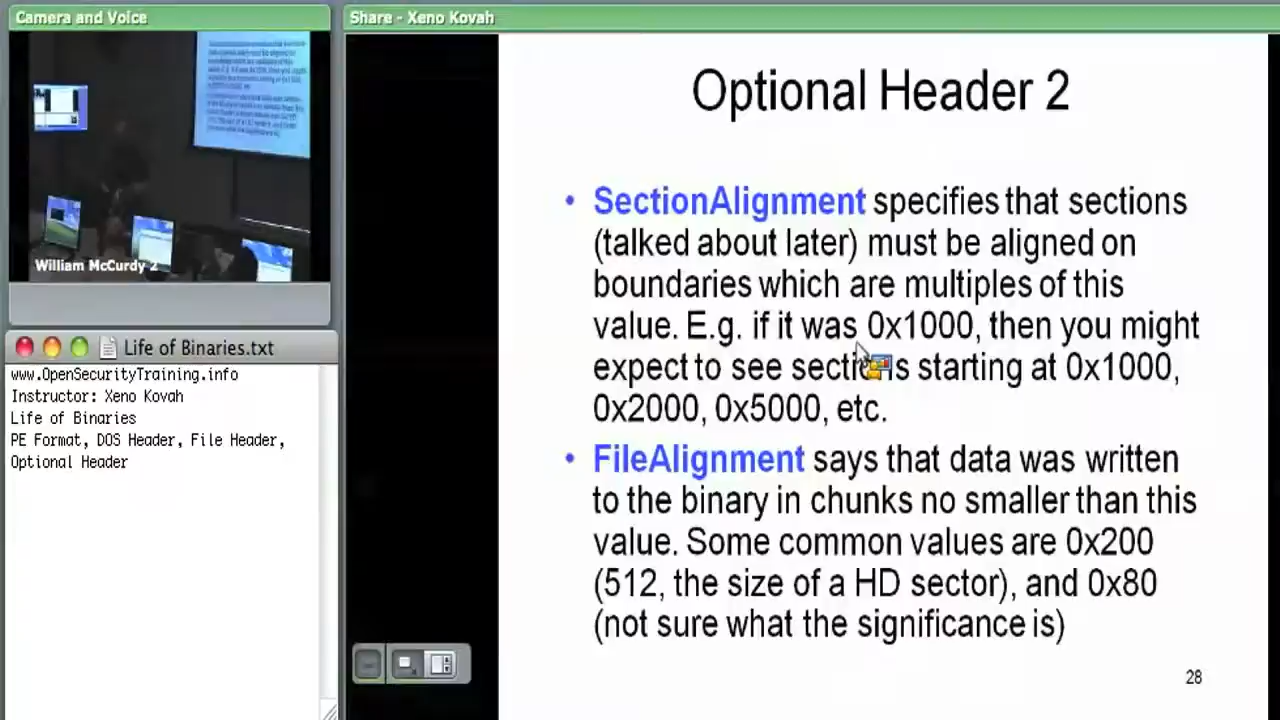 Camera and Voice
William McCurdy 2
Life of Binaries.txt
www.OpenSecurityTraining.info
Instructor: Xeno Kovah
Life of Binaries
PE Format, DOS Header, File Header,
Optional Header
Share - Xeno Kovah
Optional Header 2
• SectionAlignment specifies that sections
(talked about later) must be aligned on
boundaries which are multiples of this
value. E.g. if it was 0x1000, then you might
expect to see sections starting at 0x1000,
0x2000, 0x5000, etc.
• FileAlignment says that data was written
to the binary in chunks no smaller than this
value. Some common values are 0x200
(512, the size of a HD sector), and 0x80
(not sure what the significance is)
28